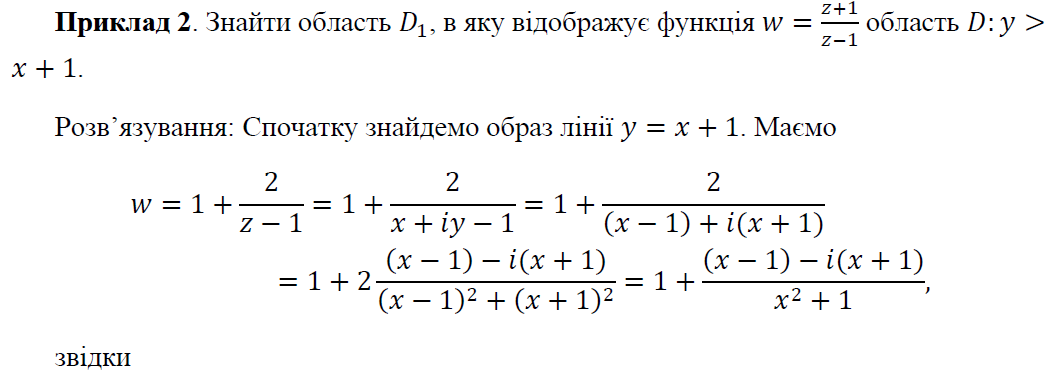 Приклад 2. Знайти область D₁, в яку відображує функція w = (z+1)/(z−1) область D: y >
x + 1.
Розв’язування: Спочатку знайдемо образ лінії y = x + 1. Маємо
w = 1 + 2/(z − 1) = 1 + 2/(x + iy − 1) = 1 + 2/((x − 1) + i(x + 1))
= 1 + 2 ((x − 1) − i(x + 1))/((x − 1)² + (x + 1)²) = 1 + ((x − 1) − i(x + 1))/(x² + 1),
звідки